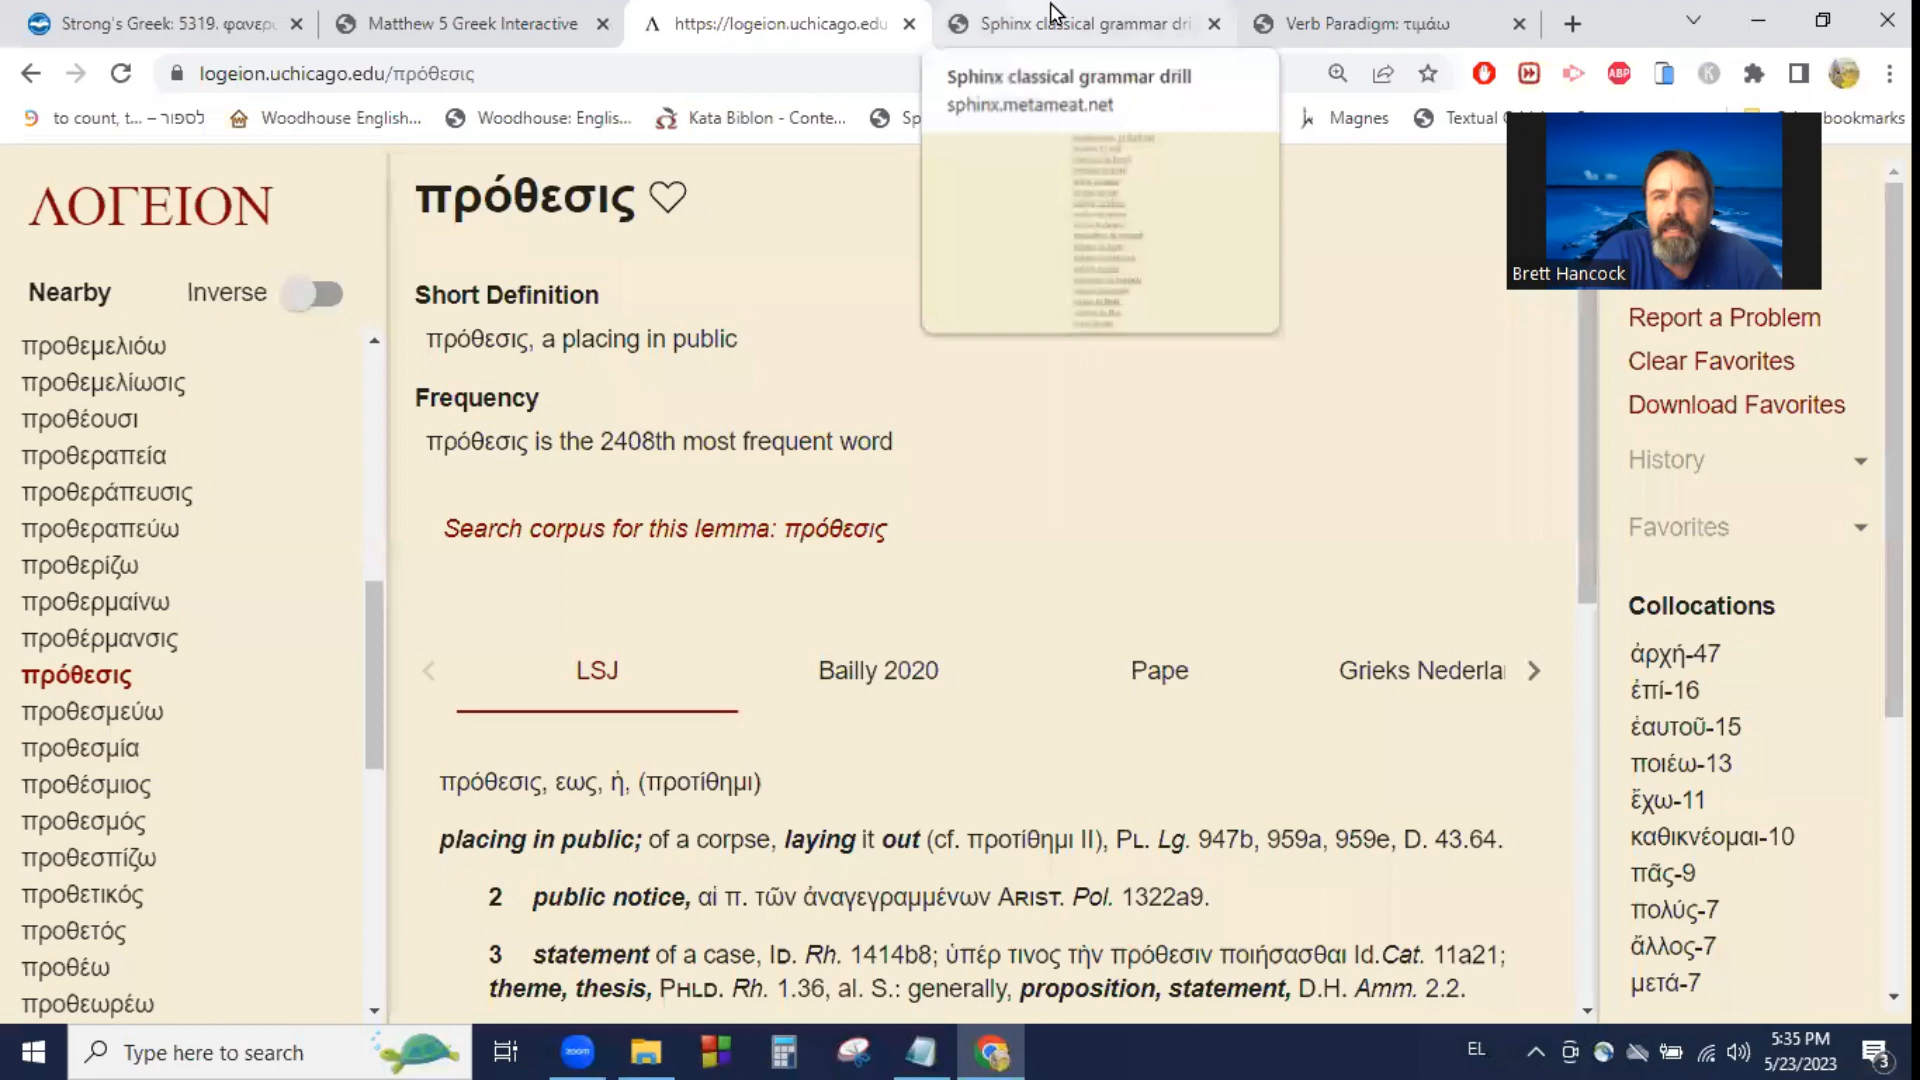 Strong's Greek: 5319. φανερ
Matthew 5 Greek Interactive
https://logeion.uchicago.edu
Sphinx classical grammar dri
Verb Paradigm: τιμάω
logeion.uchicago.edu/πρόθεσις
Sphinx classical grammar drill
sphinx.metameat.net
to count, t... – לספור
Woodhouse English...
Woodhouse: Englis...
Kata Biblon - Conte...
Sp
Magnes
Textual
bookmarks
Brett Hancock
ΛΟΓΕΙΟΝ
Nearby
Inverse
προθεμελιόω
προθεμελίωσις
προθέουσι
προθεραπεία
προθεράπευσις
προθεραπεύω
προθερίζω
προθερμαίνω
προθέρμανσις
πρόθεσις
προθεσμεύω
προθεσμία
προθέσμιος
προθεσμός
προθεσπίζω
προθετικός
προθετός
προθέω
προθεωρέω
πρόθεσις
Short Definition
πρόθεσις, a placing in public
Frequency
πρόθεσις is the 2408th most frequent word
Search corpus for this lemma: πρόθεσις
LSJ
Bailly 2020
Pape
Grieks Nederla
πρόθεσις, εως, ἡ, (προτίθημι)
placing in public; of a corpse, laying it out (cf. προτίθημι II), PL. Lg. 947b, 959a, 959e, D. 43.64.
2 public notice, αἱ π. τῶν ἀναγεγραμμένων ARIST. Pol. 1322a9.
3 statement of a case, ID. Rh. 1414b8; ὑπέρ τινος τὴν πρόθεσιν ποιήσασθαι Id.Cat. 11a21;
theme, thesis, PHLD. Rh. 1.36, al. S.: generally, proposition, statement, D.H. Amm. 2.2.
Report a Problem
Clear Favorites
Download Favorites
History
Favorites
Collocations
ἀρχή-47
ἐπί-16
ἑαυτοῦ-15
ποιέω-13
ἔχω-11
καθικνέομαι-10
πᾶς-9
πολύς-7
ἄλλος-7
μετά-7
Type here to search
zoom
EL
5:35 PM
5/23/2023
3